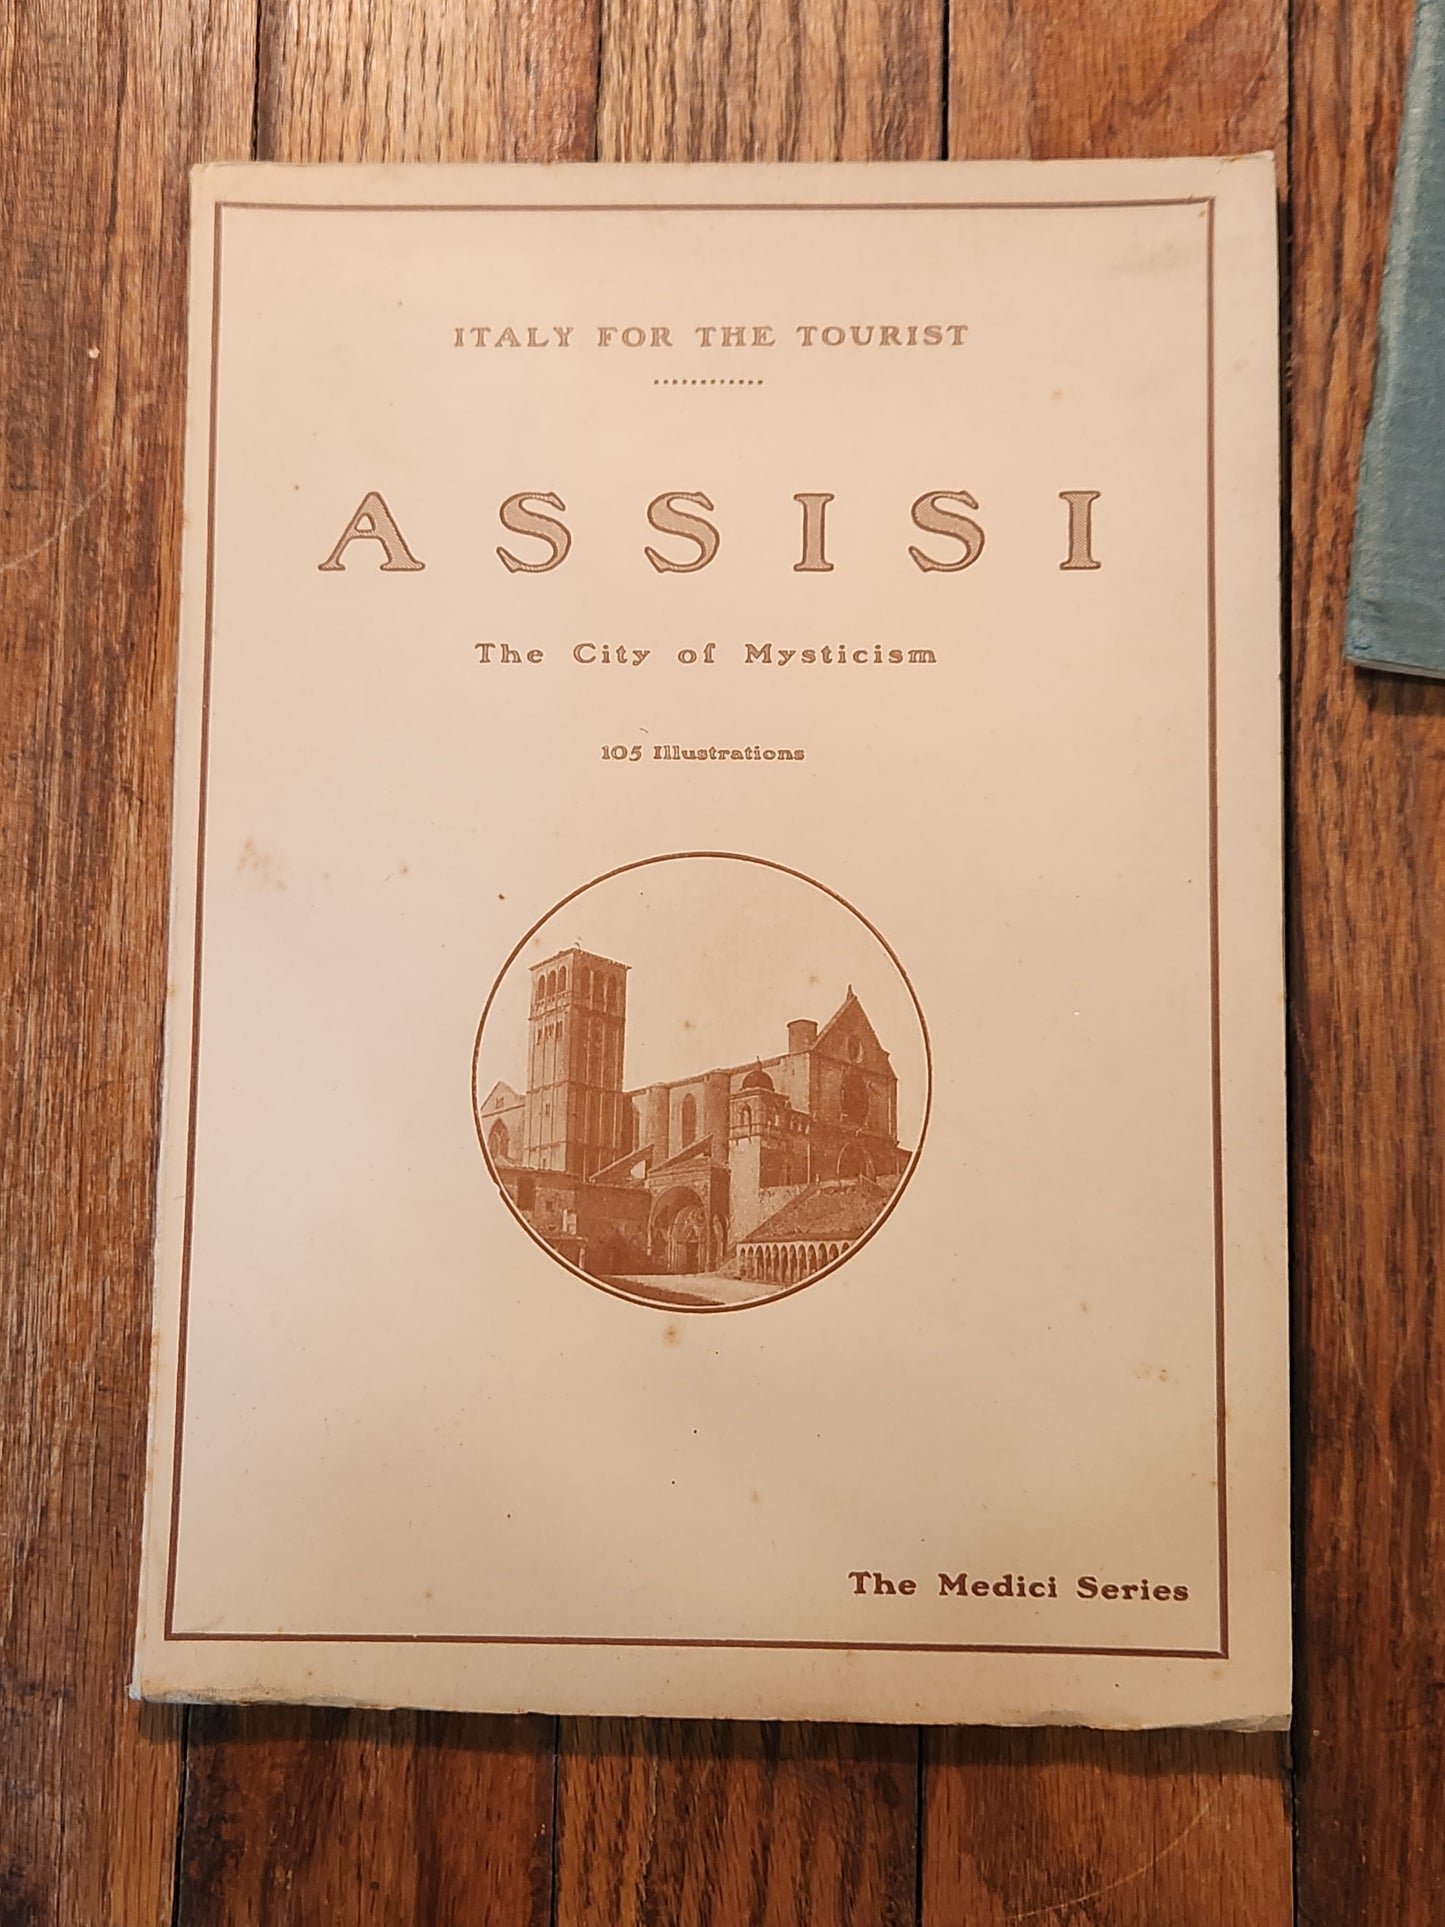 ITALY FOR THE TOURIST
ASSISI
The City of Mysticism
105 Illustrations
The Medici Series